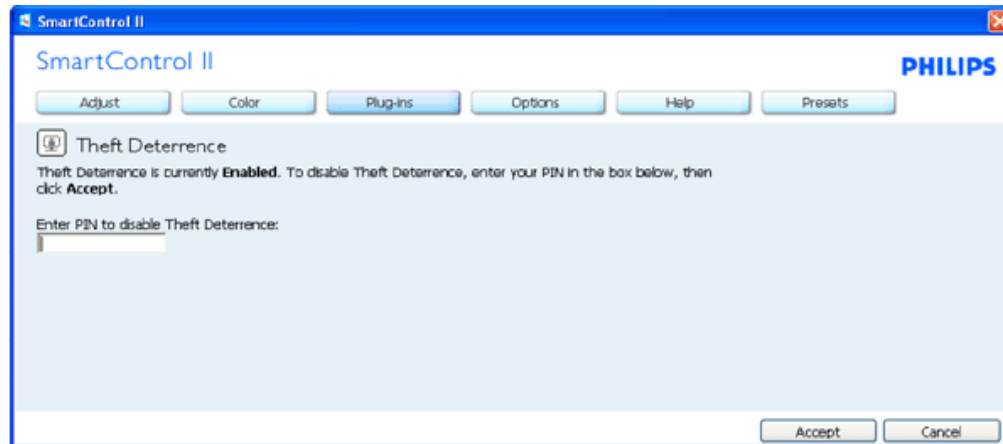 SmartControl II
SmartControl II
PHILIPS
Adjust
Color
Plug-ins
Options
Help
Presets
Theft Deterrence
Theft Deterrence is currently Enabled. To disable Theft Deterrence, enter your PIN in the box below, then
click Accept.
Enter PIN to disable Theft Deterrence:
Accept
Cancel